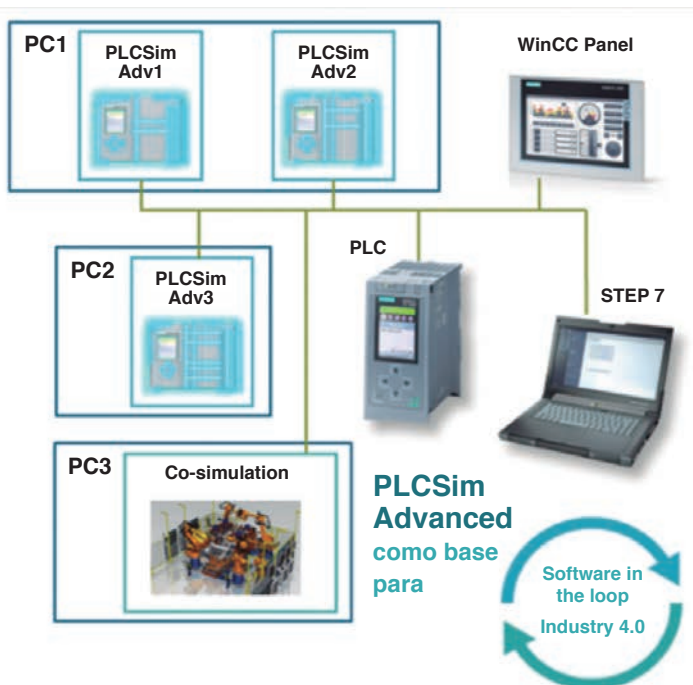 PC1
PLCSim
Adv1
PLCSim
Adv2
WinCC Panel
PC2
PLCSim
Adv3
PLC
STEP 7
PC3
Co-simulation
PLCSim
Advanced
como base
para
Software in
the loop
Industry 4.0